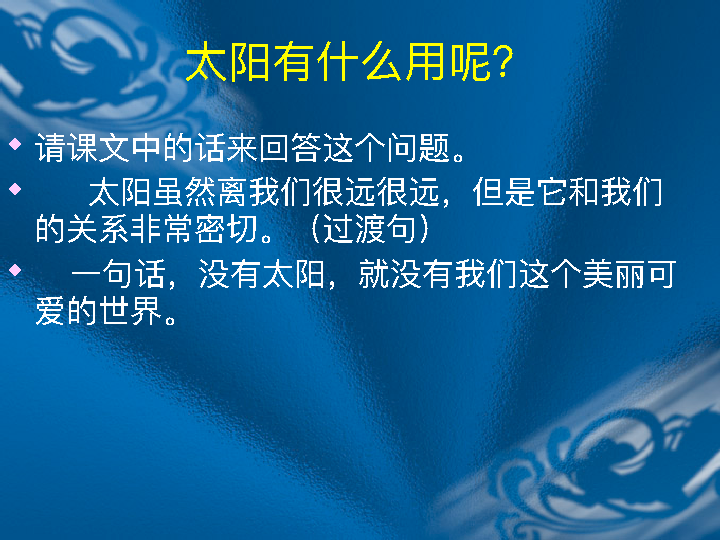 太阳有什么用呢?
请课文中的话来回答这个问题。
太阳虽然离我们很远很远，但是它和我们
的关系非常密切。（过渡句）
一句话，没有太阳，就没有我们这个美丽可
爱的世界。